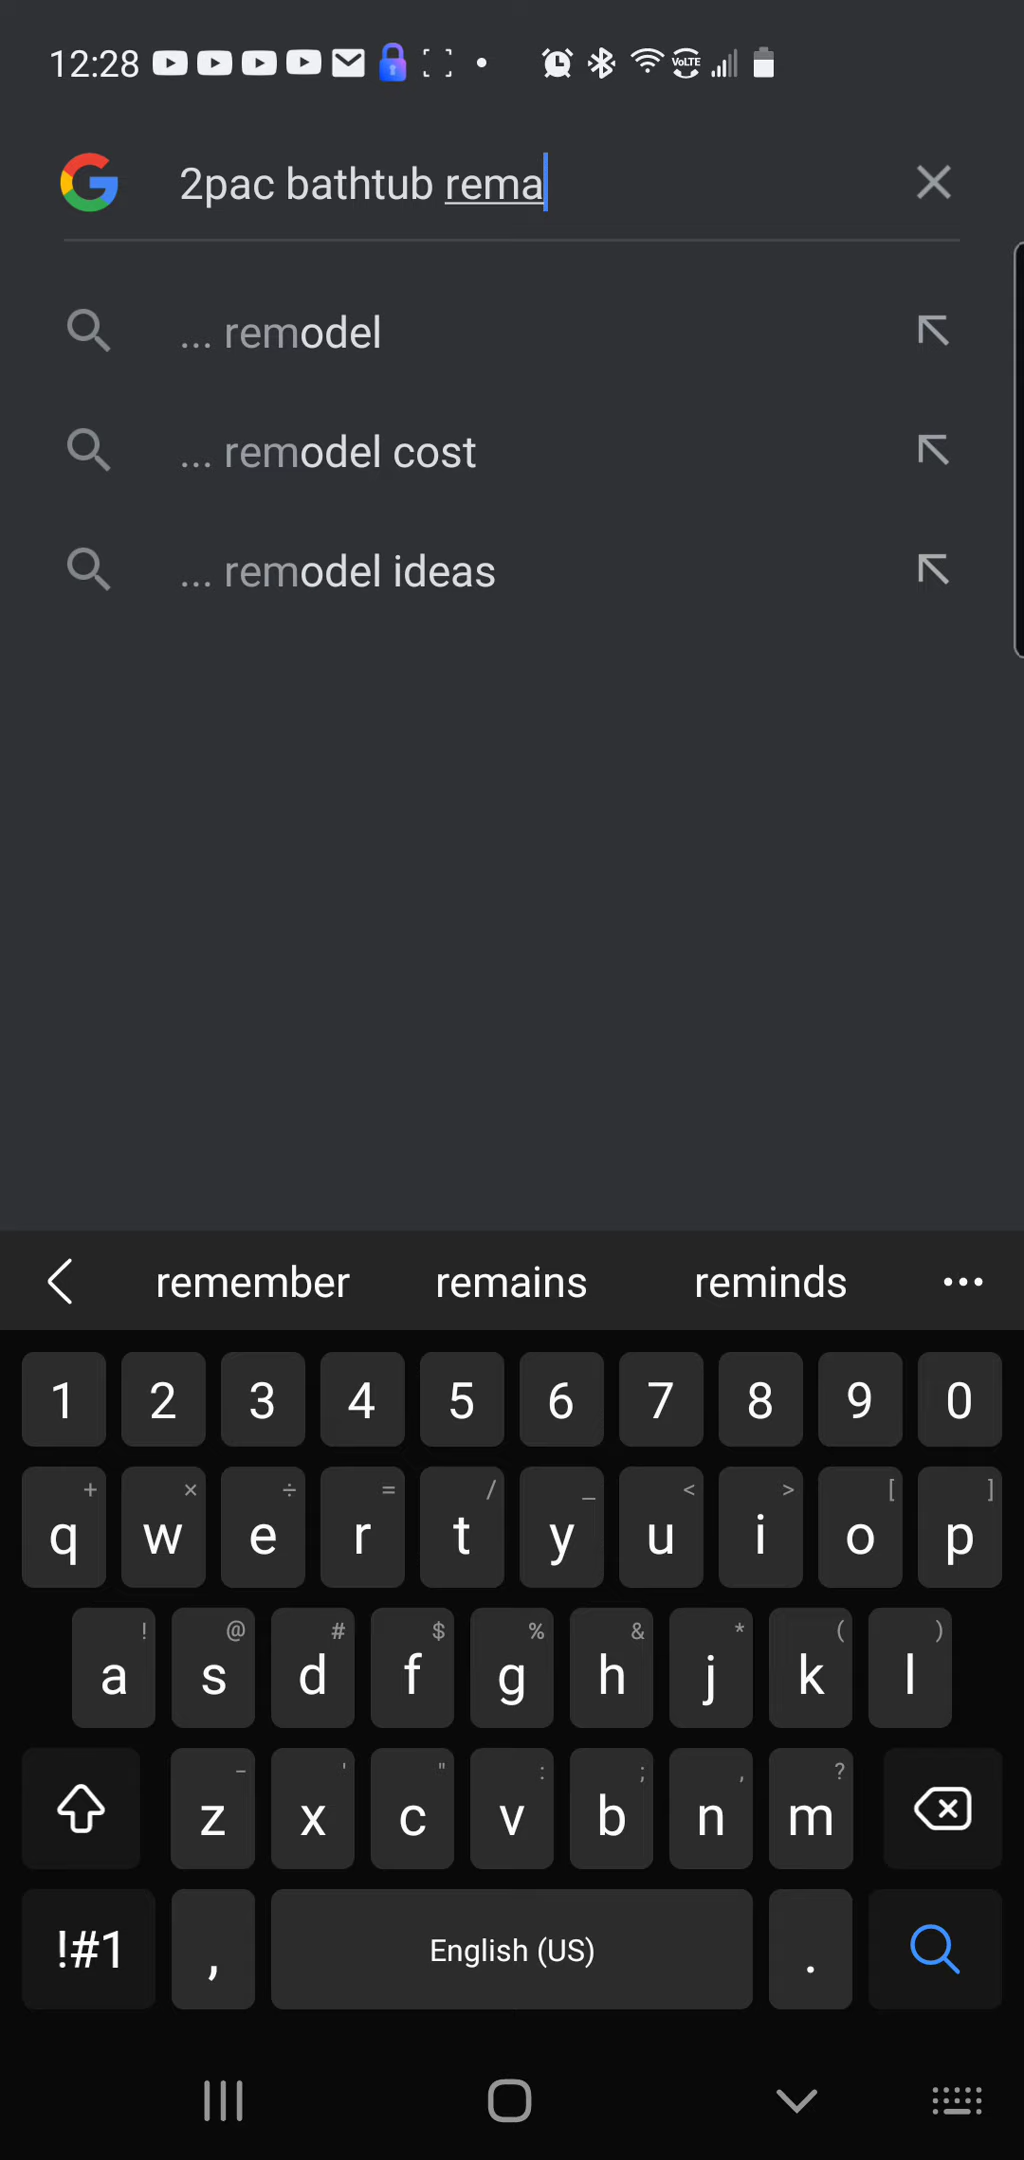 12:28
VoLTE
2pac bathtub rema
... remodel
... remodel cost
... remodel ideas
remember remains reminds ...
1 2 3 4 5 6 7 8 9 0
+ × ÷ = / _ < > [ ]
q w e r t y u i o p
! @ # $ % & * ( )
a s d f g h j k l
- ' " : ; , ?
z x c v b n m
!#1 , English (US) .